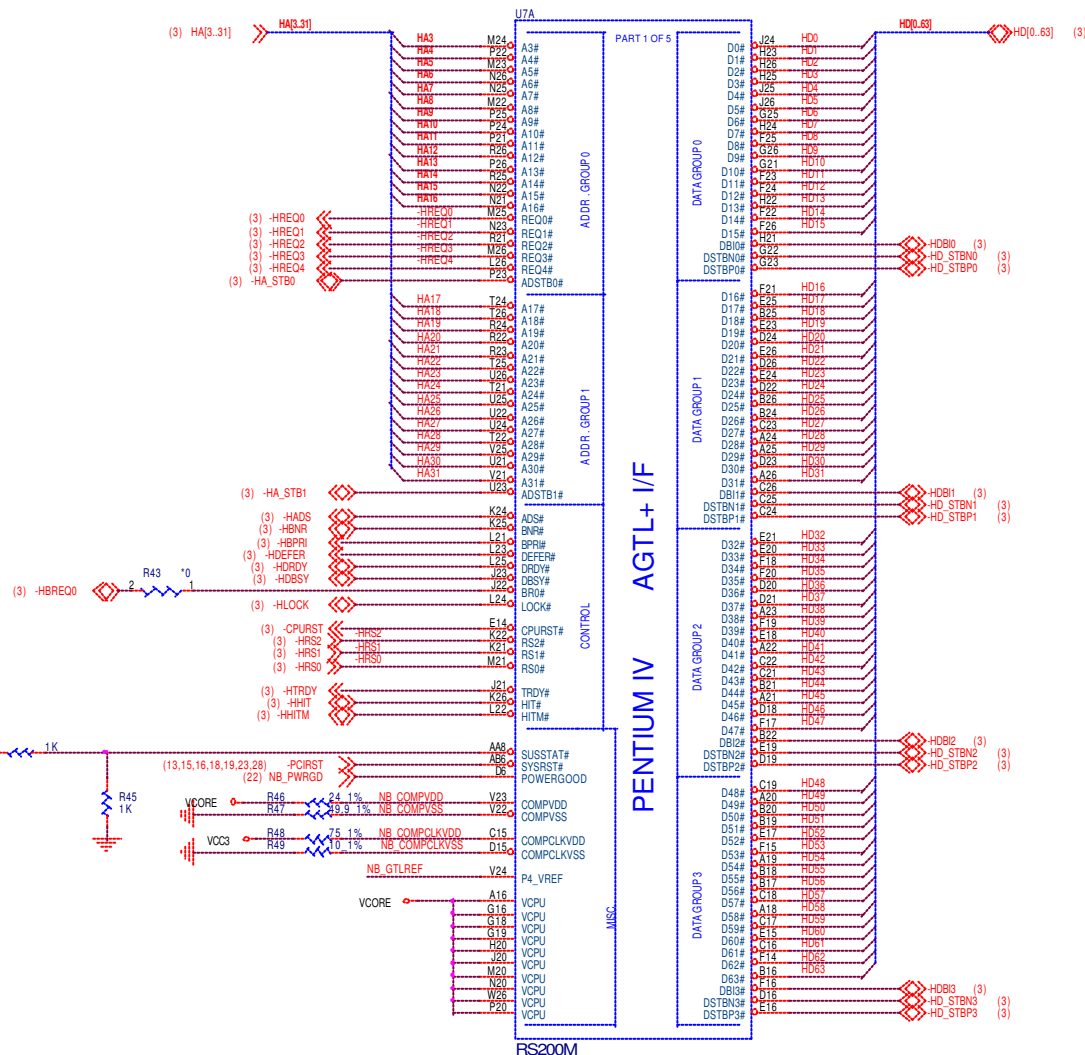 U7A
PART 1 OF 5
(3) HA[3..31] HA[3..31]
HA3 M24 A3#
HA4 P22 A4#
HA5 M23 A5#
HA6 N26 A6#
HA7 N25 A7#
HA8 M22 A8#
HA9 P25 A9#
HA10 P24 A10#
HA11 P21 A11#
HA12 R26 A12#
HA13 P26 A13#
HA14 R25 A14#
HA15 N22 A15#
HA16 N21 A16#
(3) -HREQ0 -HREQ0 M25 REQ0#
(3) -HREQ1 -HREQ1 N23 REQ1#
(3) -HREQ2 -HREQ2 R21 REQ2#
(3) -HREQ3 -HREQ3 M26 REQ3#
(3) -HREQ4 -HREQ4 L26 REQ4#
(3) -HA_STB0 P23 ADSTB0#
ADDR. GROUP 0
HA17 T24 A17#
HA18 T26 A18#
HA19 R24 A19#
HA20 R22 A20#
HA21 R23 A21#
HA22 T25 A22#
HA23 U26 A23#
HA24 T21 A24#
HA25 U25 A25#
HA26 U22 A26#
HA27 U24 A27#
HA28 T22 A28#
HA29 V25 A29#
HA30 U21 A30#
HA31 V21 A31#
(3) -HA_STB1 U23 ADSTB1#
ADDR. GROUP 1
(3) -HADS K24 ADS#
(3) -HBNR K25 BNR#
(3) -HBPRI L21 BPRI#
(3) -HDEFER L23 DEFER#
(3) -HDRDY L25 DRDY#
(3) -HDBSY J23 DBSY#
(3) -HBREQ0 2 R43 *0 1 J22 BR0#
(3) -HLOCK L24 LOCK#
(3) -CPURST E14 CPURST#
(3) -HRS2 -HRS2 K22 RS2#
(3) -HRS1 -HRS1 K21 RS1#
(3) -HRS0 -HRS0 M21 RS0#
(3) -HTRDY J21 TRDY#
(3) -HHIT K26 HIT#
(3) -HHITM L22 HITM#
CONTROL
1K AA8 SUSSTAT#
R45
1K
(13,15,16,18,19,23,28) -PCIRST AB6 SYSRST#
(22) NB_PWRGD D6 POWERGOOD
VCORE R46 24_1% NB_COMPVDD V23 COMPVDD
R47 49.9_1% NB_COMPVSS V22 COMPVSS
VCC3 R48 75_1% NB_COMPCLKVDD C15 COMPCLKVDD
R49 10_1% NB_COMPCLKVSS D15 COMPCLKVSS
NB_GTLREF V24 P4_VREF
VCORE A16 VCPU
G16 VCPU
G18 VCPU
G19 VCPU
H20 VCPU
J20 VCPU
M20 VCPU
N20 VCPU
W26 VCPU
P20 VCPU
MISC.
PENTIUM IV AGTL+ I/F
HD[0..63] HD[0..63] (3)
DATA GROUP 0
D0# J24 HD0
D1# H23 HD1
D2# H26 HD2
D3# H25 HD3
D4# J25 HD4
D5# J26 HD5
D6# G25 HD6
D7# H24 HD7
D8# F25 HD8
D9# G26 HD9
D10# G21 HD10
D11# F23 HD11
D12# F24 HD12
D13# H22 HD13
D14# F22 HD14
D15# F26 HD15
DBI0# H21 -HDBI0 (3)
DSTBN0# G22 -HD_STBN0 (3)
DSTBP0# G23 -HD_STBP0 (3)
DATA GROUP 1
D16# F21 HD16
D17# E25 HD17
D18# B25 HD18
D19# E23 HD19
D20# D24 HD20
D21# E26 HD21
D22# D26 HD22
D23# E24 HD23
D24# D22 HD24
D25# B26 HD25
D26# B24 HD26
D27# C23 HD27
D28# A24 HD28
D29# A25 HD29
D30# D23 HD30
D31# A26 HD31
DBI1# C26 -HDBI1 (3)
DSTBN1# C25 -HD_STBN1 (3)
DSTBP1# C24 -HD_STBP1 (3)
DATA GROUP 2
D32# E21 HD32
D33# E20 HD33
D34# F18 HD34
D35# F20 HD35
D36# D20 HD36
D37# D21 HD37
D38# A23 HD38
D39# F19 HD39
D40# E18 HD40
D41# A22 HD41
D42# C22 HD42
D43# C21 HD43
D44# B21 HD44
D45# A21 HD45
D46# D18 HD46
D47# F17 HD47
DBI2# B22 -HDBI2 (3)
DSTBN2# E19 -HD_STBN2 (3)
DSTBP2# D19 -HD_STBP2 (3)
DATA GROUP 3
D48# C19 HD48
D49# A20 HD49
D50# B20 HD50
D51# B19 HD51
D52# E17 HD52
D53# F15 HD53
D54# A19 HD54
D55# B18 HD55
D56# B17 HD56
D57# C18 HD57
D58# A18 HD58
D59# C17 HD59
D60# E15 HD60
D61# C16 HD61
D62# F14 HD62
D63# B16 HD63
DBI3# F16 -HDBI3 (3)
DSTBN3# D16 -HD_STBN3 (3)
DSTBP3# E16 -HD_STBP3 (3)
RS200M